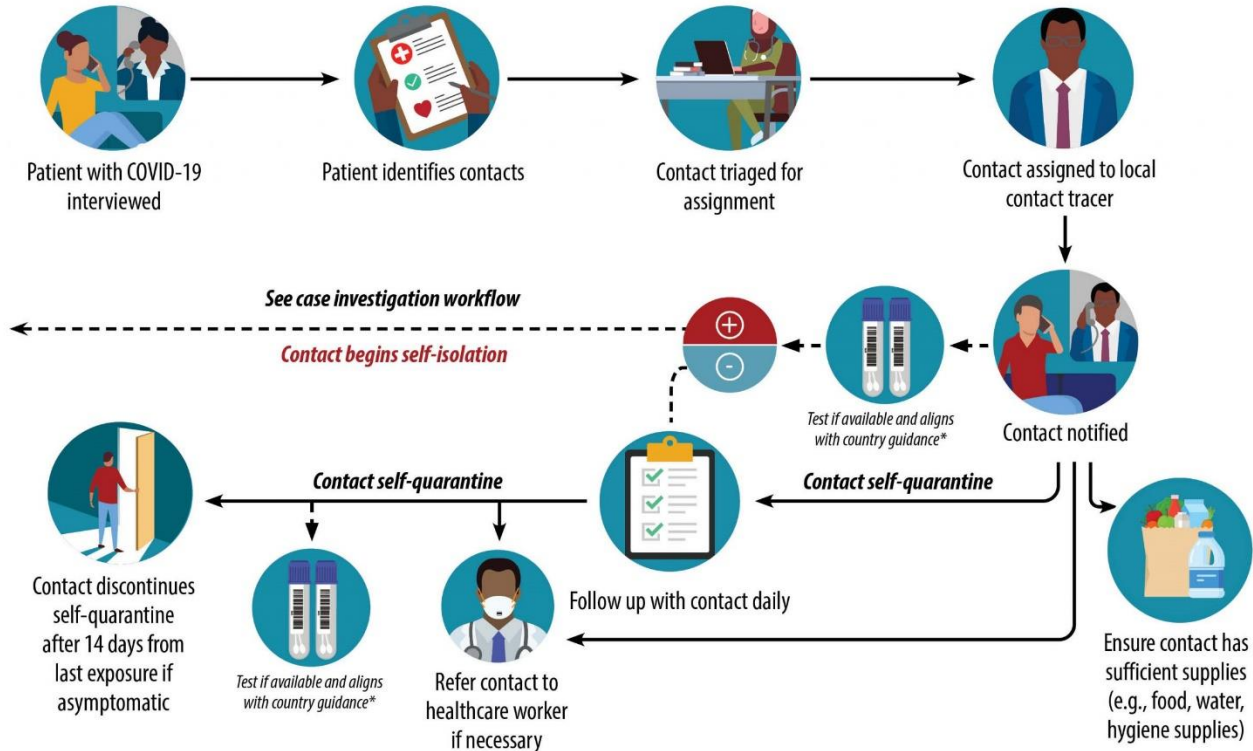 Patient with COVID-19
interviewed
Patient identifies contacts
Contact triaged for
assignment
Contact assigned to local
contact tracer
See case investigation workflow
Contact begins self-isolation
+
-
Test if available and aligns
with country guidance*
Contact notified
Contact self-quarantine
Contact self-quarantine
Contact discontinues
self-quarantine
after 14 days from
last exposure if
asymptomatic
Test if available and aligns
with country guidance*
Refer contact to
healthcare worker
if necessary
Follow up with contact daily
Ensure contact has
sufficient supplies
(e.g., food, water,
hygiene supplies)